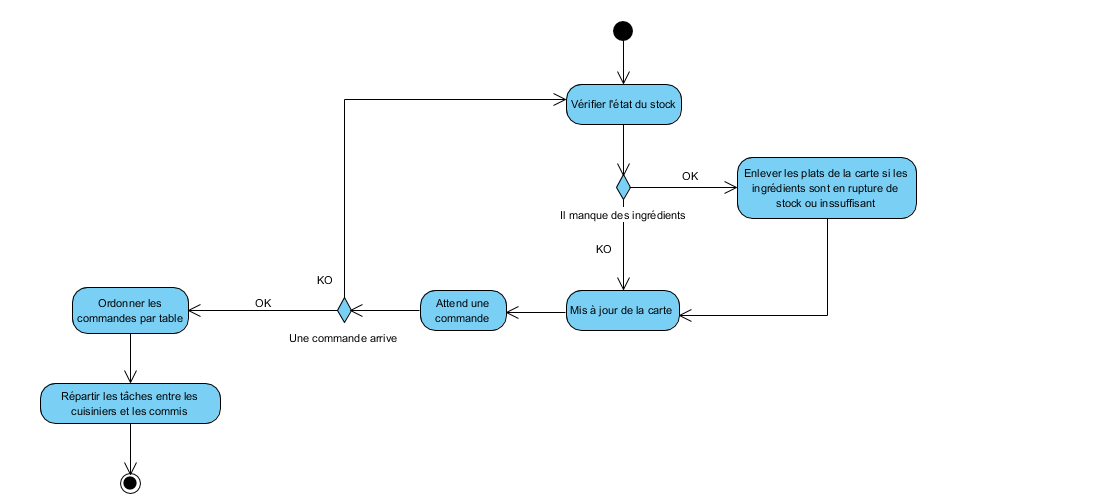 Vérifier l'état du stock
OK
Enlever les plats de la carte si les
ingrédients sont en rupture de
stock ou inssuffisant
Il manque des ingrédients
KO
KO
Ordonner les
commandes par table
OK
Attend une
commande
Mis à jour de la carte
Une commande arrive
Répartir les tâches entre les
cuisiniers et les commis